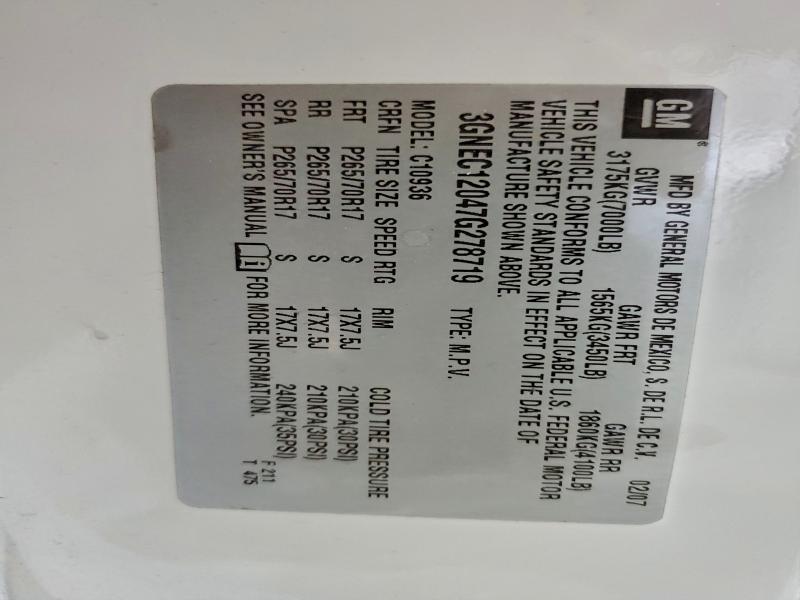 GM®
MFD BY GENERAL MOTORS DE MEXICO, S. DE R.L. DE C.V. 02/07
GVWR GAWR FRT GAWR RR
3175KG(7000LB) 1565KG(3450LB) 1860KG(4100LB)
THIS VEHICLE CONFORMS TO ALL APPLICABLE U.S. FEDERAL MOTOR
VEHICLE SAFETY STANDARDS IN EFFECT ON THE DATE OF
MANUFACTURE SHOWN ABOVE.
3GNEC12047G278719 TYPE: M.P.V.
MODEL: C10936
CRFN TIRE SIZE SPEED RTG RIM COLD TIRE PRESSURE
FRT P265/70R17 S 17X7.5J 210KPA(30PSI)
RR P265/70R17 S 17X7.5J 210KPA(30PSI)
SPA P265/70R17 S 17X7.5J 240KPA(35PSI)
SEE OWNER'S MANUAL i FOR MORE INFORMATION.
F 211
T 475